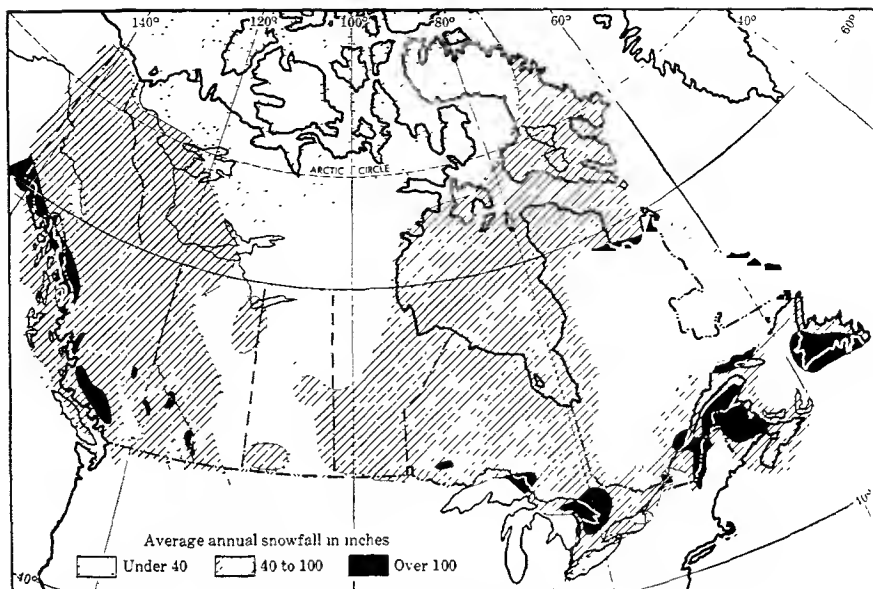 140° 120° 100° 80° 60° 40° 60°
ARCTIC CIRCLE
40°
Average annual snowfall in inches
Under 40 40 to 100 Over 100
40°